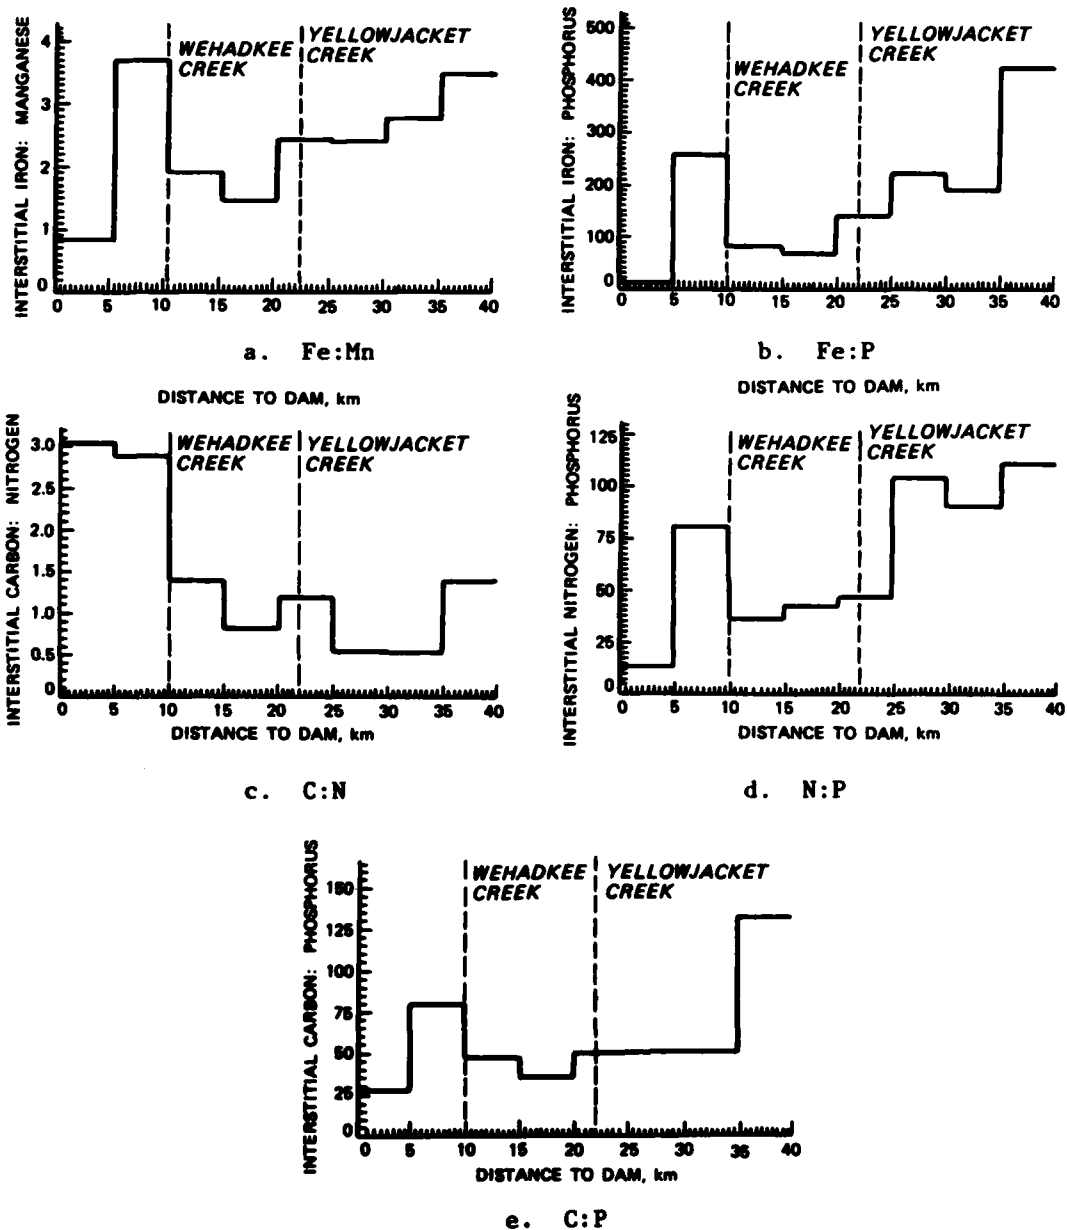 INTERSTITIAL IRON: MANGANESE
4
3
2
1
0
WEHADKEE
CREEK
YELLOWJACKET
CREEK
0 5 10 15 20 25 30 35 40
a. Fe:Mn
DISTANCE TO DAM, km
INTERSTITIAL IRON: PHOSPHORUS
500
400
300
200
100
0
WEHADKEE
CREEK
YELLOWJACKET
CREEK
0 5 10 15 20 25 30 35 40
b. Fe:P
DISTANCE TO DAM, km
INTERSTITIAL CARBON: NITROGEN
3.0
2.5
2.0
1.5
1.0
0.5
0
WEHADKEE
CREEK
YELLOWJACKET
CREEK
0 5 10 15 20 25 30 35 40
DISTANCE TO DAM, km
c. C:N
INTERSTITIAL NITROGEN: PHOSPHORUS
125
100
75
50
25
0
WEHADKEE
CREEK
YELLOWJACKET
CREEK
0 5 10 15 20 25 30 35 40
DISTANCE TO DAM, km
d. N:P
INTERSTITIAL CARBON: PHOSPHORUS
150
125
100
75
50
25
0
WEHADKEE
CREEK
YELLOWJACKET
CREEK
0 5 10 15 20 25 30 35 40
DISTANCE TO DAM, km
e. C:P